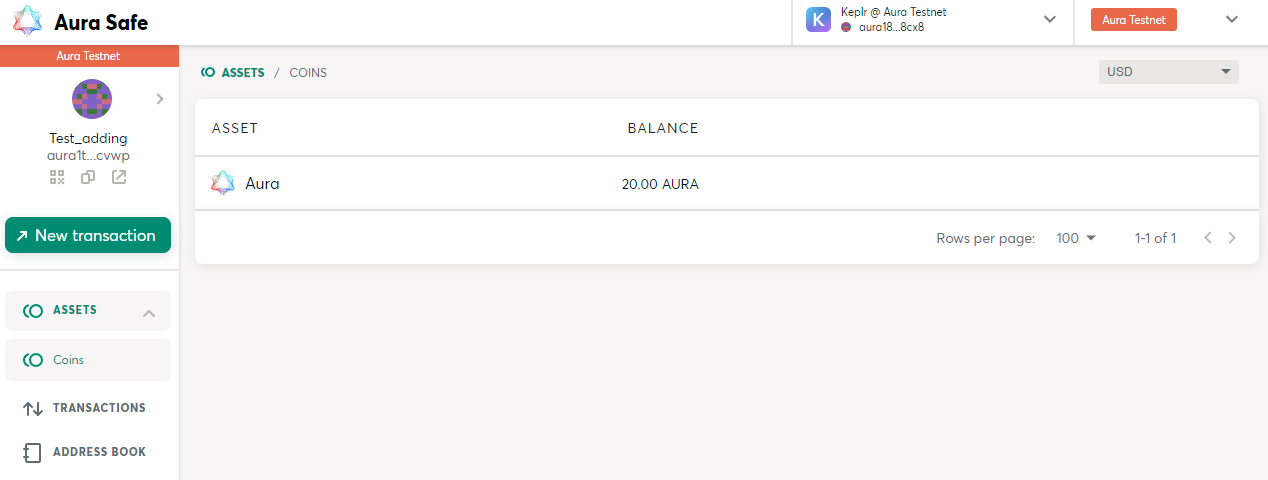 Aura Safe
Keplr @ Aura Testnet
aura18...8cx8
Aura Testnet
Aura Testnet
Test_adding
aura1t...cvwp
New transaction
ASSETS
Coins
TRANSACTIONS
ADDRESS BOOK
ASSETS / COINS
USD
ASSET BALANCE
Aura 20.00 AURA
Rows per page: 100 1-1 of 1